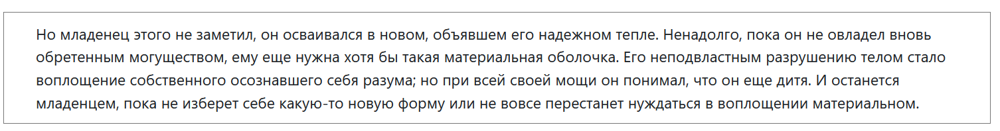 Но младенец этого не заметил, он осваивался в новом, объявшем его надежном тепле. Ненадолго, пока он не овладел вновь
обретенным могуществом, ему еще нужна хотя бы такая материальная оболочка. Его неподвластным разрушению телом стало
воплощение собственного осознавшего себя разума; но при всей своей мощи он понимал, что он еще дитя. И останется
младенцем, пока не изберет себе какую-то новую форму или не вовсе перестанет нуждаться в воплощении материальном.